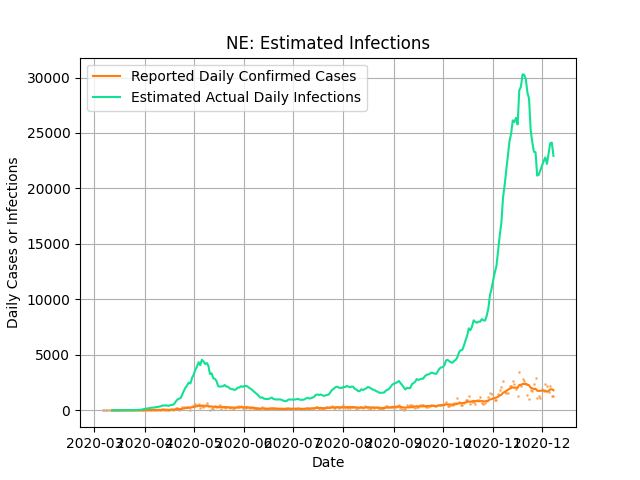 NE: Estimated Infections
Reported Daily Confirmed Cases
Estimated Actual Daily Infections
Daily Cases or Infections
30000
25000
20000
15000
10000
5000
0
2020-03 2020-04 2020-05 2020-06 2020-07 2020-08 2020-09 2020-10 2020-11 2020-12
Date